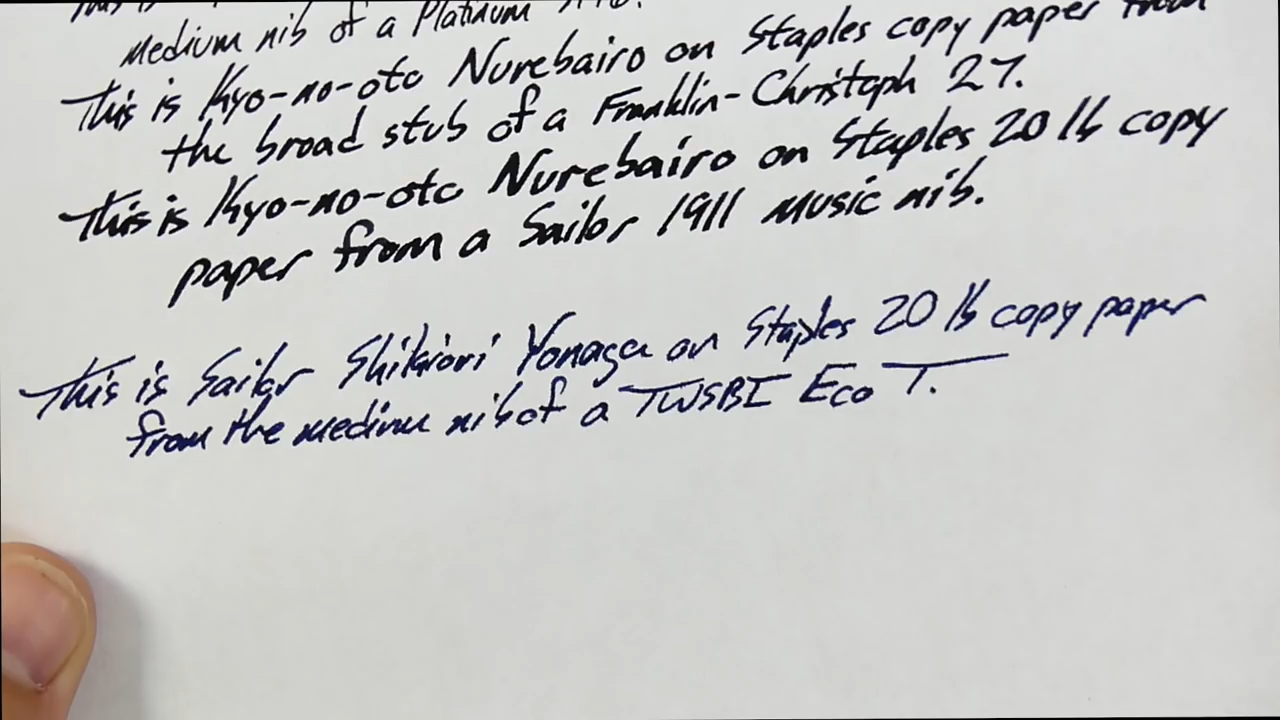 This is
medium nib of a Platinum
This is Kyo-no-oto Nurebairo on Staples copy paper from
the broad stub of a Franklin-Christoph 27.
This is Kyo-no-oto Nurebairo on Staples 20 lb copy
paper from a Sailor 1911 music nib.
This is Sailor Shikiori Yonaga on Staples 20 lb copy paper
from the medium nib of a TWSBI Eco T.